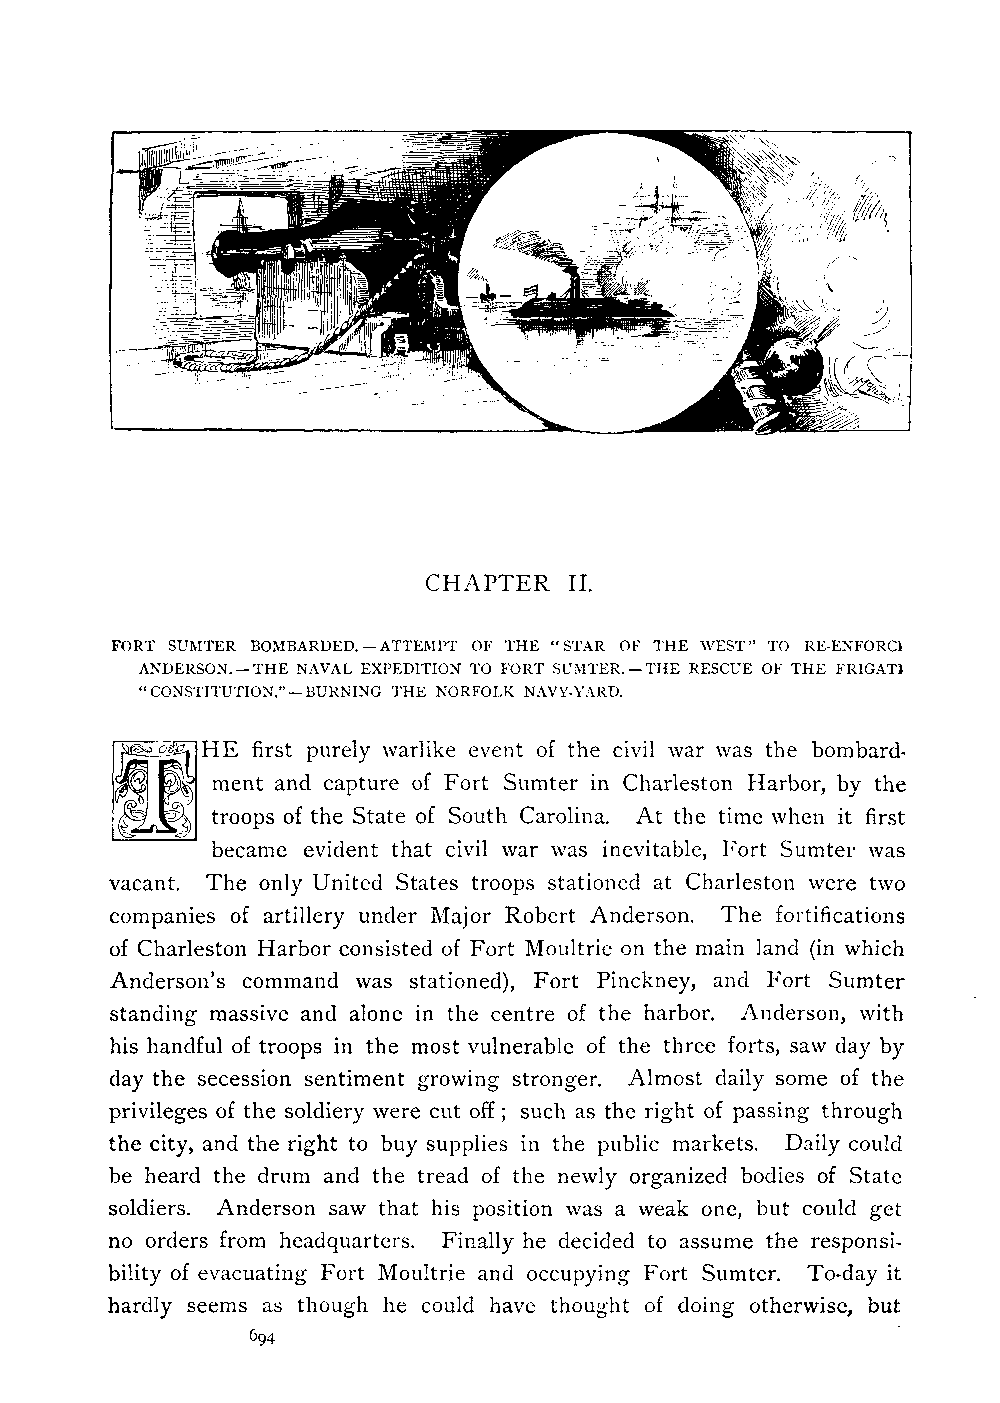 CHAPTER II.
FORT SUMTER BOMBARDED.—ATTEMPT OF THE "STAR OF THE WEST" TO RE-ENFORC
ANDERSON.—THE NAVAL EXPEDITION TO FORT SUMTER.—THE RESCUE OF THE FRIGAT
"CONSTITUTION."—BURNING THE NORFOLK NAVY-YARD.
THE first purely warlike event of the civil war was the bombard-
ment and capture of Fort Sumter in Charleston Harbor, by the
troops of the State of South Carolina. At the time when it first
became evident that civil war was inevitable, Fort Sumter was
vacant. The only United States troops stationed at Charleston were two
companies of artillery under Major Robert Anderson. The fortifications
of Charleston Harbor consisted of Fort Moultrie on the main land (in which
Anderson's command was stationed), Fort Pinckney, and Fort Sumter
standing massive and alone in the centre of the harbor. Anderson, with
his handful of troops in the most vulnerable of the three forts, saw day by
day the secession sentiment growing stronger. Almost daily some of the
privileges of the soldiery were cut off; such as the right of passing through
the city, and the right to buy supplies in the public markets. Daily could
be heard the drum and the tread of the newly organized bodies of State
soldiers. Anderson saw that his position was a weak one, but could get
no orders from headquarters. Finally he decided to assume the responsi-
bility of evacuating Fort Moultrie and occupying Fort Sumter. To-day it
hardly seems as though he could have thought of doing otherwise, but
694